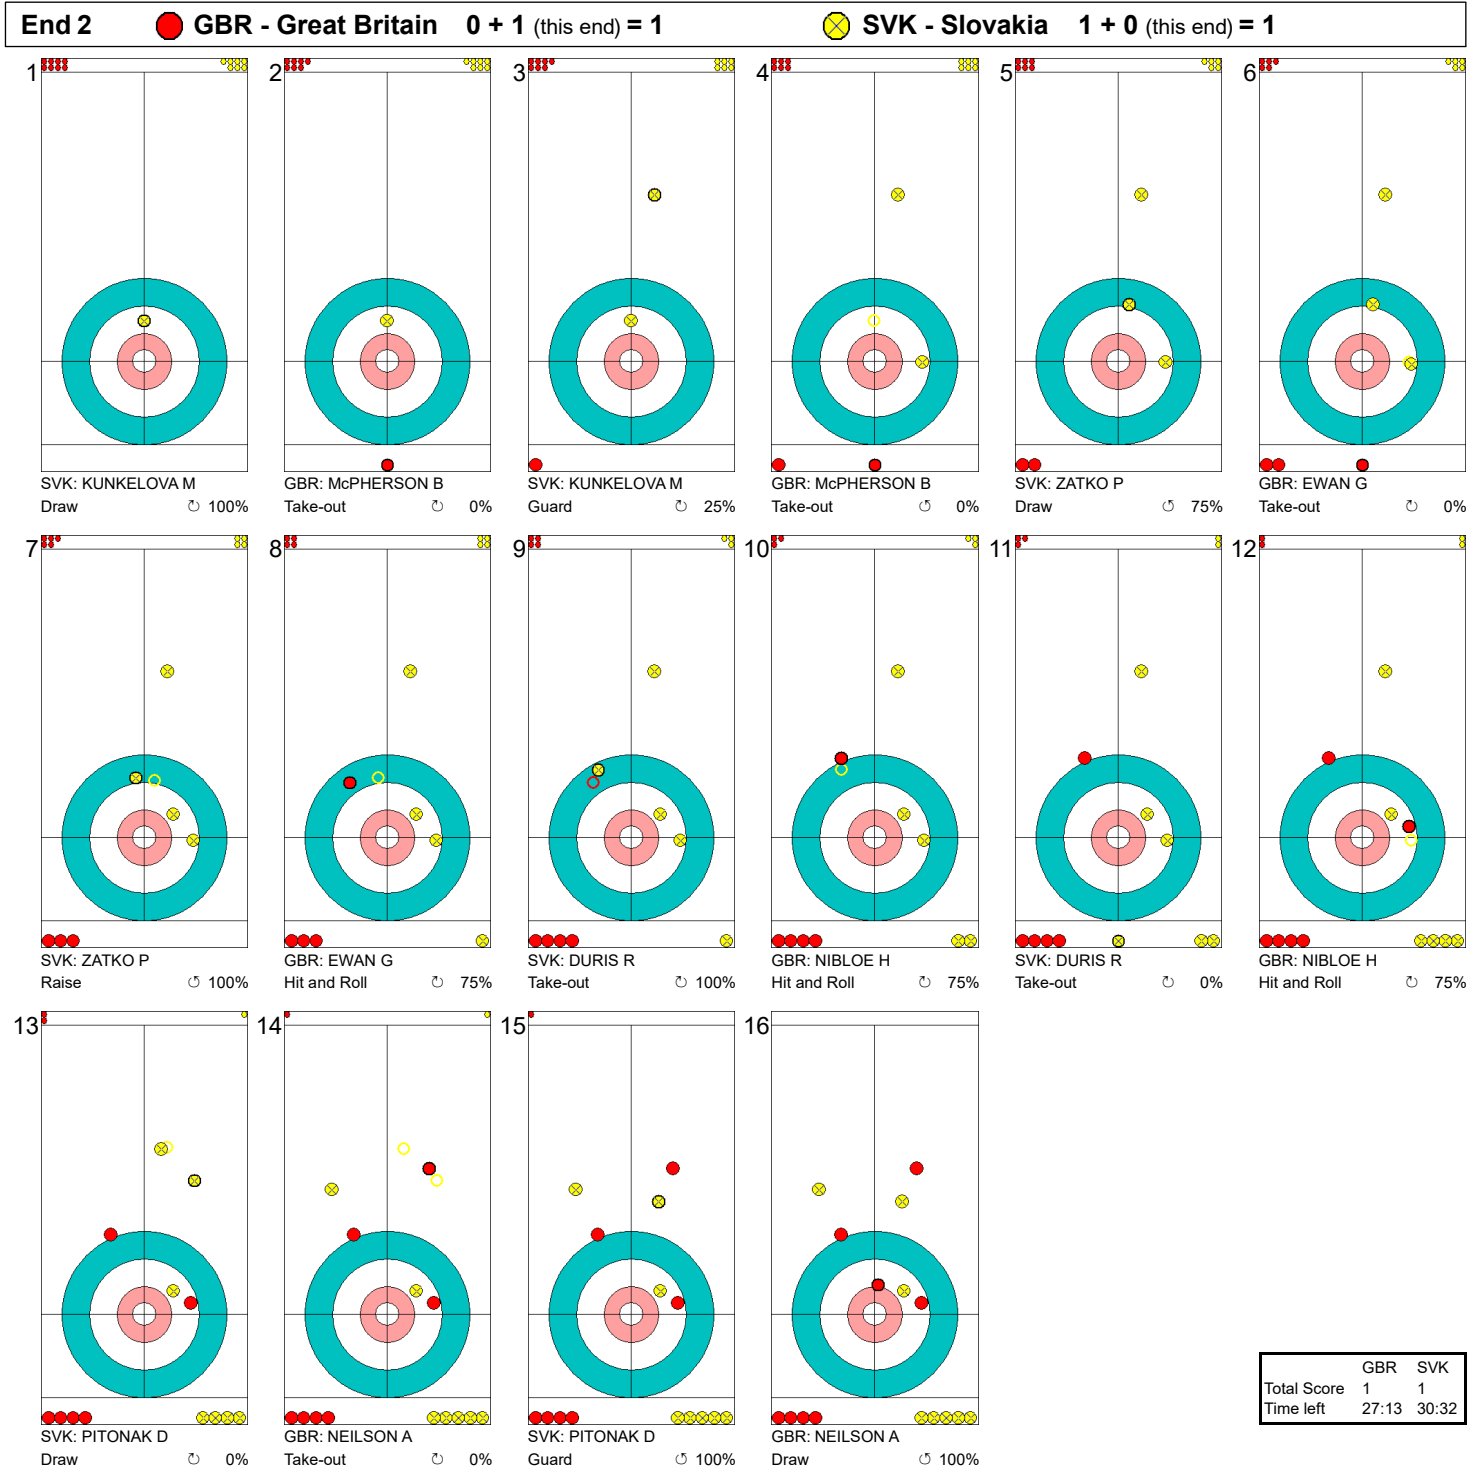 End 2 GBR - Great Britain 0 + 1 (this end) = 1 SVK - Slovakia 1 + 0 (this end) = 1
1
SVK: KUNKELOVA M
Draw ↻ 100%
2
GBR: McPHERSON B
Take-out ↻ 0%
3
SVK: KUNKELOVA M
Guard ↻ 25%
4
GBR: McPHERSON B
Take-out ↺ 0%
5
SVK: ZATKO P
Draw ↺ 75%
6
GBR: EWAN G
Take-out ↻ 0%
7
SVK: ZATKO P
Raise ↺ 100%
8
GBR: EWAN G
Hit and Roll ↻ 75%
9
SVK: DURIS R
Take-out ↻ 100%
10
GBR: NIBLOE H
Hit and Roll ↺ 75%
11
SVK: DURIS R
Take-out ↺ 0%
12
GBR: NIBLOE H
Hit and Roll ↻ 75%
13
SVK: PITONAK D
Draw ↻ 0%
14
GBR: NEILSON A
Take-out ↻ 0%
15
SVK: PITONAK D
Guard ↺ 100%
16
GBR: NEILSON A
Draw ↺ 100%
GBR SVK
Total Score 1 1
Time left 27:13 30:32